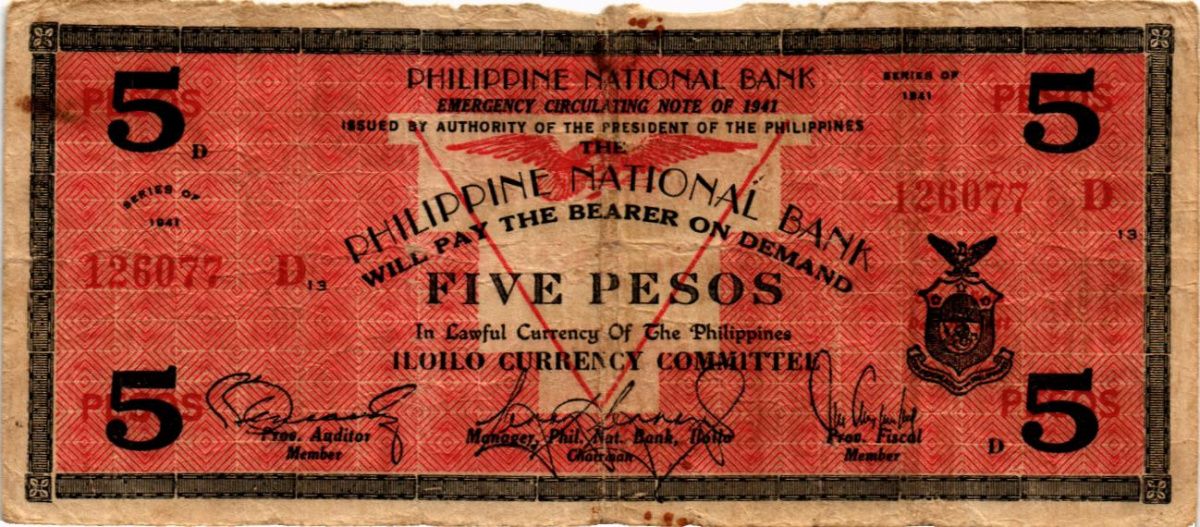 PHILIPPINE NATIONAL BANK
EMERGENCY CIRCULATING NOTE OF 1941
ISSUED BY AUTHORITY OF THE PRESIDENT OF THE PHILIPPINES
THE
PHILIPPINE NATIONAL BANK
WILL PAY THE BEARER ON DEMAND
FIVE PESOS
In Lawful Currency Of The Philippines
ILOILO CURRENCY COMMITTEE
5 PESOS
D
SERIES OF
1941
126077 D 13
SERIES OF
1941
5 PESOS
126077 D
13
5 PESOS
Prov. Auditor
Member
Manager, Phil. Nat. Bank, Iloilo
Chairman
Prov. Fiscal
Member
D
5 PESOS